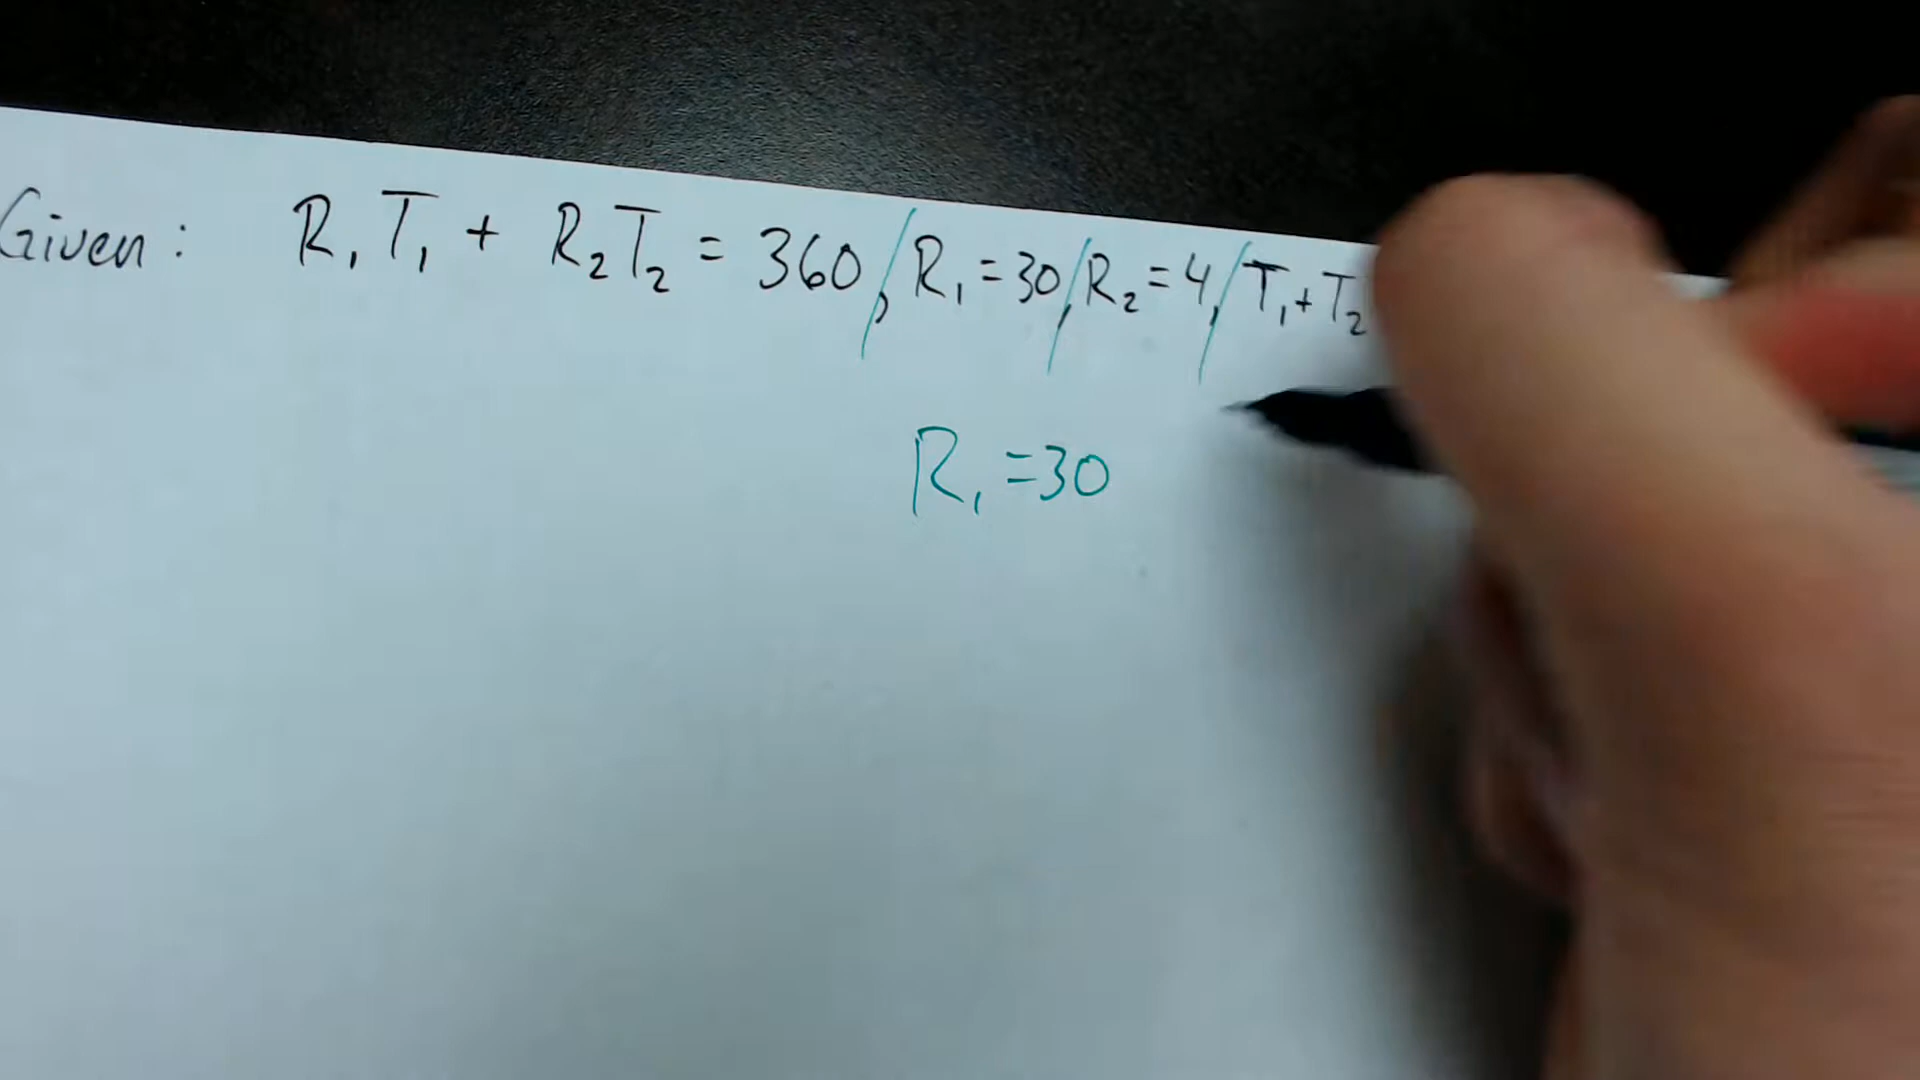 Given: R₁T₁ + R₂T₂ = 360, / R₁ = 30, / R₂ = 4, / T₁ + T₂
R₁ = 30